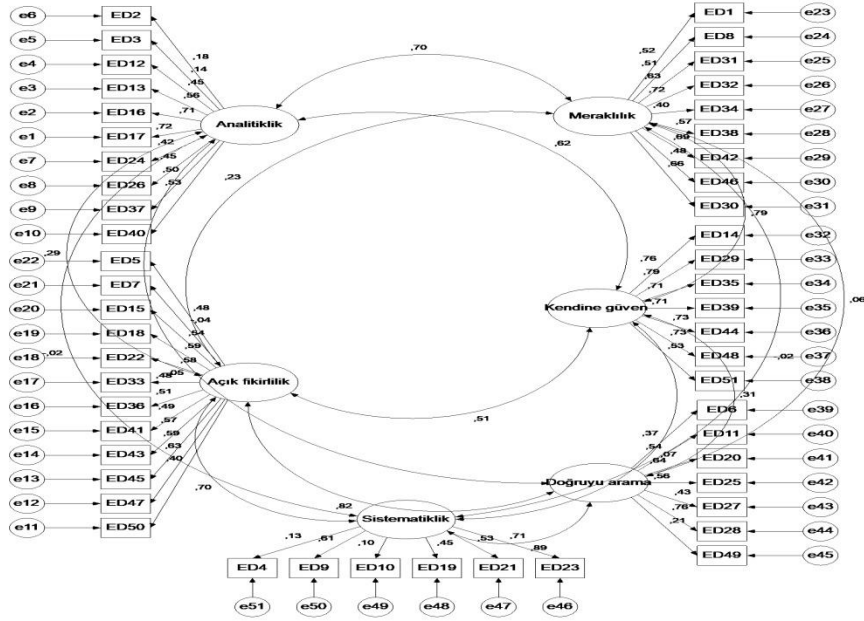 e6 ED2
e5 ED3
e4 ED12
e3 ED13
e2 ED16
e1 ED17
e7 ED24
e8 ED26
e9 ED37
e10 ED40
,18
,14
,45
,56
,71
,72
,42
,45
,50
,53
Analitiklik
,70
,62
,23
Meraklılık
ED1 e23
ED8 e24
ED31 e25
ED32 e26
ED34 e27
ED38 e28
ED42 e29
ED46 e30
ED30 e31
,52
,51
,63
,72
,40
,57
,69
,48
,66
,79
,06
e22 ED5
e21 ED7
e20 ED15
e19 ED18
e18 ED22
e17 ED33
e16 ED36
e15 ED41
e14 ED43
e13 ED45
e12 ED47
e11 ED50
,29
-,02
,48
-,04
,54
,59
,58
,05
,48
,51
,49
,57
,59
,63
,40
,70
Açık fikirlilik
Kendine güven
ED14 e32
ED29 e33
ED35 e34
ED39 e35
ED44 e36
ED48 e37
ED51 e38
,76
,79
,71
,71
,73
,73
,53
,02
,31
,51
Doğruyu arama
ED6 e39
ED11 e40
ED20 e41
ED25 e42
ED27 e43
ED28 e44
ED49 e45
,37
,54
,07
,64
,56
,43
,76
,21
,82
Sistematiklik
,71
,13
,61
,10
,45
,53
,89
ED4 ED9 ED10 ED19 ED21 ED23
e51 e50 e49 e48 e47 e46